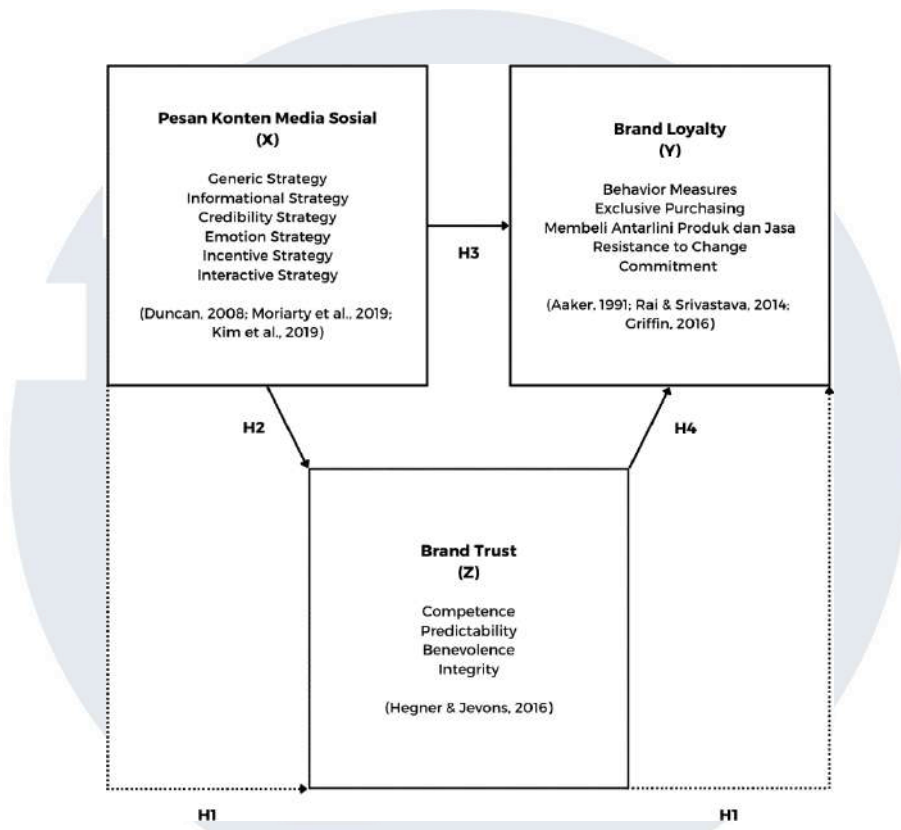 Pesan Konten Media Sosial
(X)
Generic Strategy
Informational Strategy
Credibility Strategy
Emotion Strategy
Incentive Strategy
Interactive Strategy
(Duncan, 2008; Moriarty et al., 2019;
Kim et al., 2019)
Brand Loyalty
(Y)
Behavior Measures
Exclusive Purchasing
Membeli Antarlini Produk dan Jasa
Resistance to Change
Commitment
(Aaker, 1991; Rai & Srivastava, 2014;
Griffin, 2016)
H3
H2
H4
Brand Trust
(Z)
Competence
Predictability
Benevolence
Integrity
(Hegner & Jevons, 2016)
H1
H1